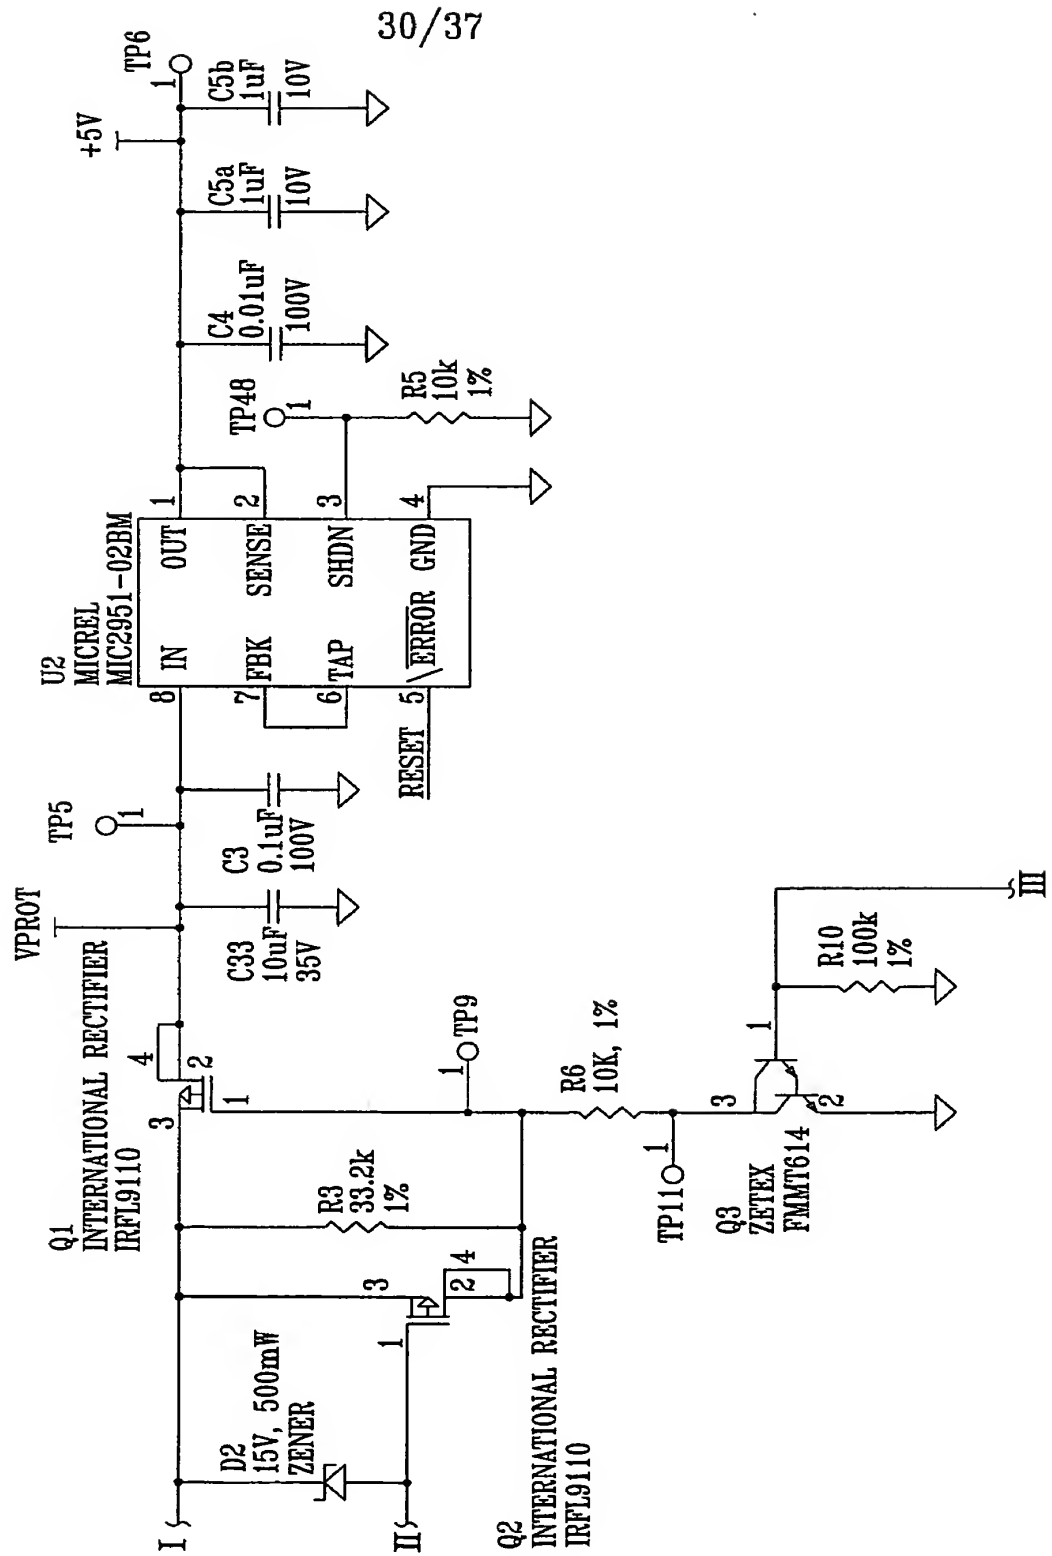 30/37
TP6
1
+5V
C5b
1uF
10V
C5a
1uF
10V
C4
0.01uF
100V
TP48
1
R5
10k
1%
U2
MICREL
MIC2951-02BM
8
IN
OUT
1
7
FBK
SENSE
2
6
TAP
SHDN
3
5
\ERROR
GND
4
RESET
TP5
1
VPROT
C3
0.1uF
100V
C33
10uF
35V
Q1
INTERNATIONAL RECTIFIER
IRFL9110
3
4
2
1
1
TP9
R3
33.2k
1%
R6
10K, 1%
TP11
1
Q3
ZETEX
FMMT614
3
1
2
R10
100k
1%
III
D2
15V, 500mW
ZENER
1
3
2
4
Q2
INTERNATIONAL RECTIFIER
IRFL9110
I
II